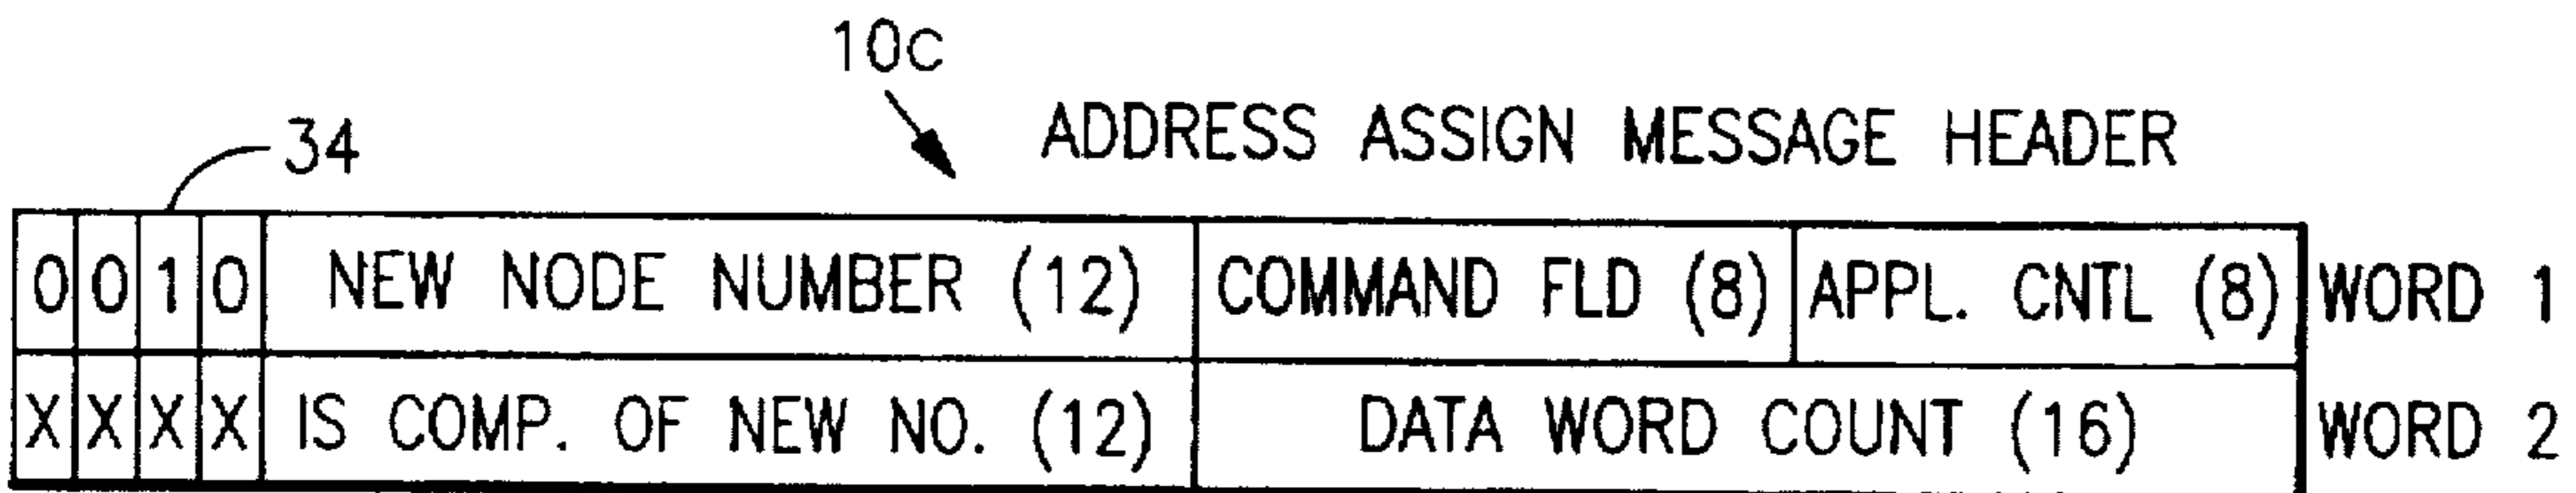 10c
ADDRESS ASSIGN MESSAGE HEADER
34
0 0 1 0 NEW NODE NUMBER (12) COMMAND FLD (8) APPL. CNTL (8) WORD 1
X X X X IS COMP. OF NEW NO. (12) DATA WORD COUNT (16) WORD 2